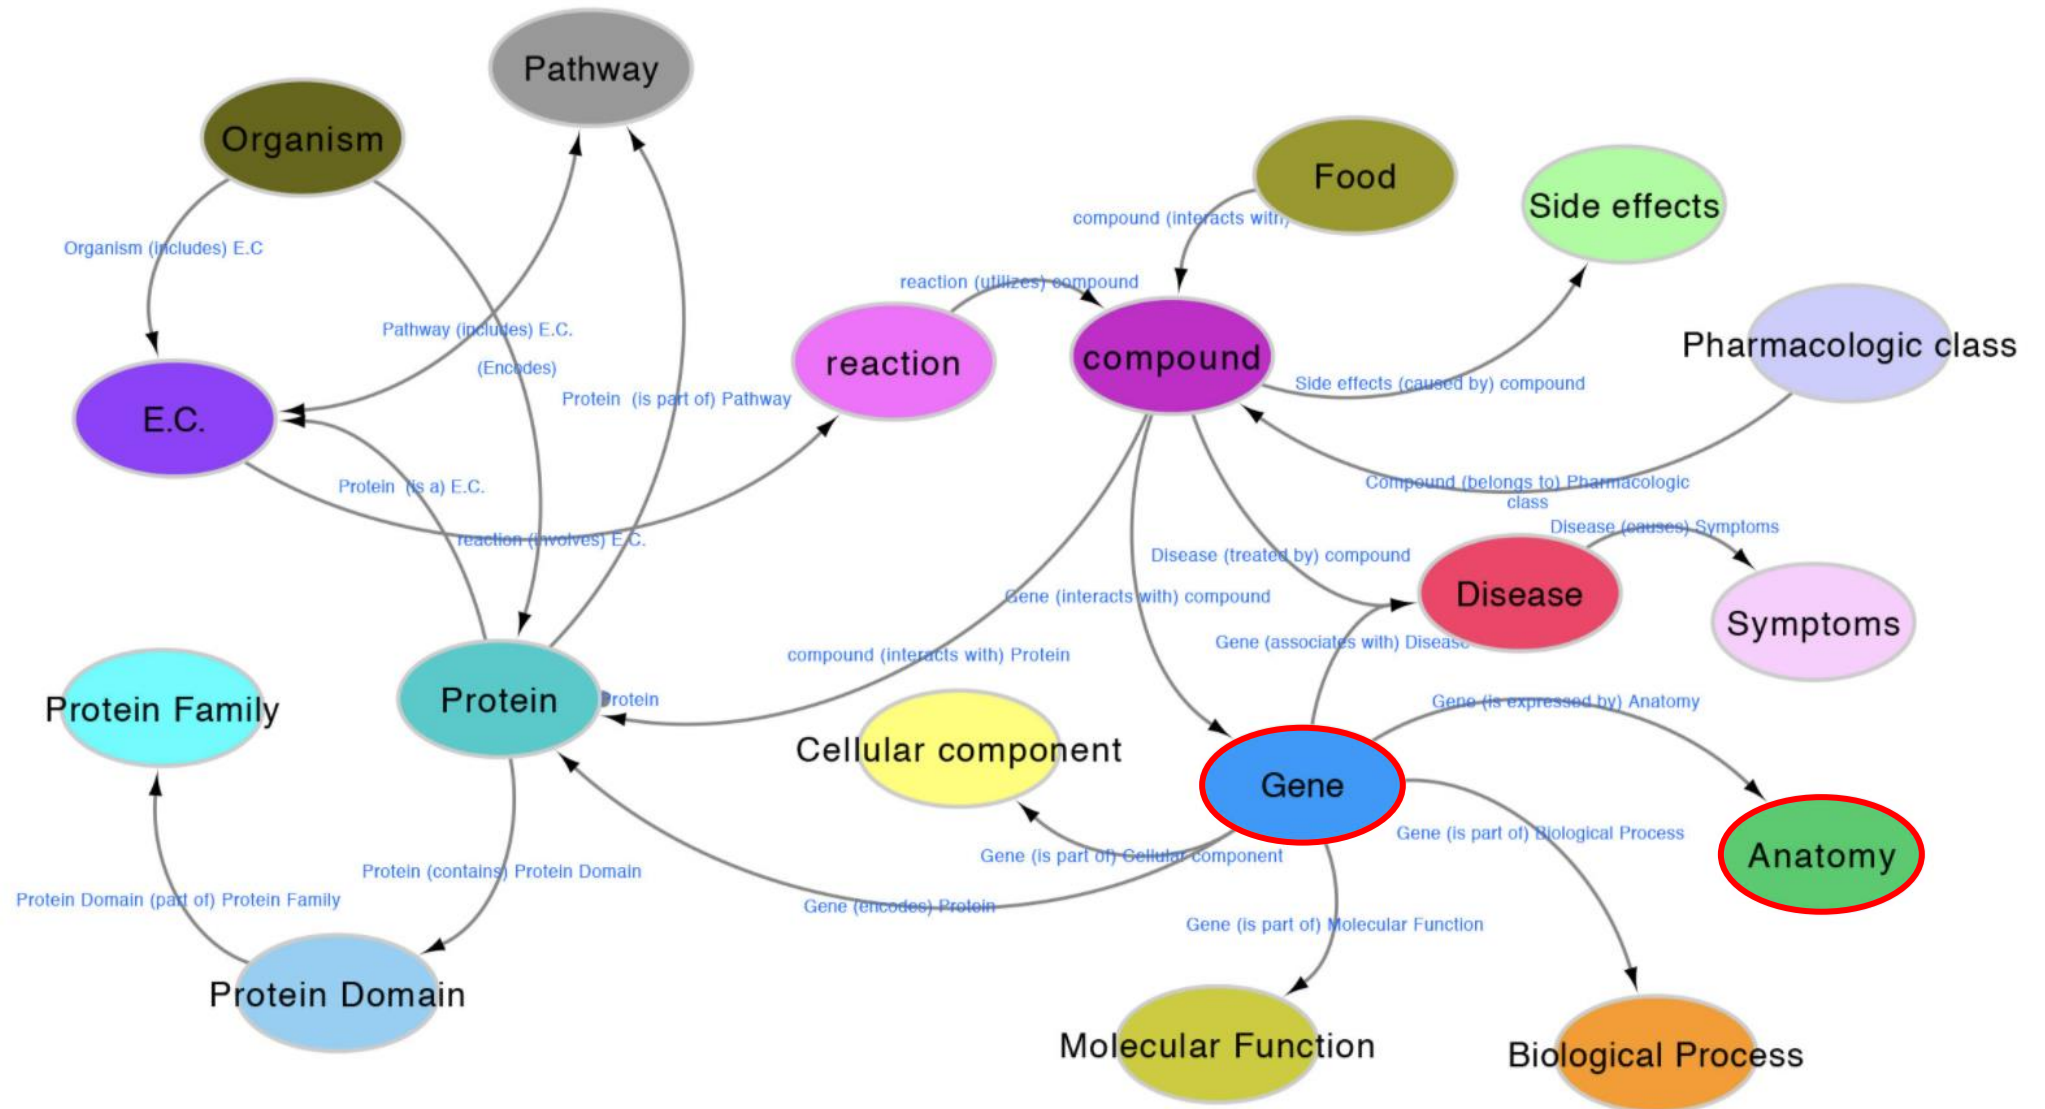 Pathway
Organism
Food
Side effects
compound (interacts with)
Organism (includes) E.C
reaction (utilizes) compound
Pathway (includes) E.C.
Pharmacologic class
compound
reaction
(Encodes)
Side effects (caused by) compound
Protein (is part of) Pathway
E.C.
Compound (belongs to) Pharmacologic
class
Protein (is a) E.C.
Disease (causes) Symptoms
reaction (involves) E.C.
Disease (treated by) compound
Disease
Gene (interacts with) compound
Symptoms
Gene (associates with) Disease
compound (interacts with) Protein
Protein
Protein
Gene (is expressed by) Anatomy
Protein Family
Cellular component
Gene
Gene (is part of) Biological Process
Gene (is part of) Cellular component
Anatomy
Protein (contains) Protein Domain
Protein Domain (part of) Protein Family
Gene (encodes) Protein
Gene (is part of) Molecular Function
Protein Domain
Molecular Function
Biological Process